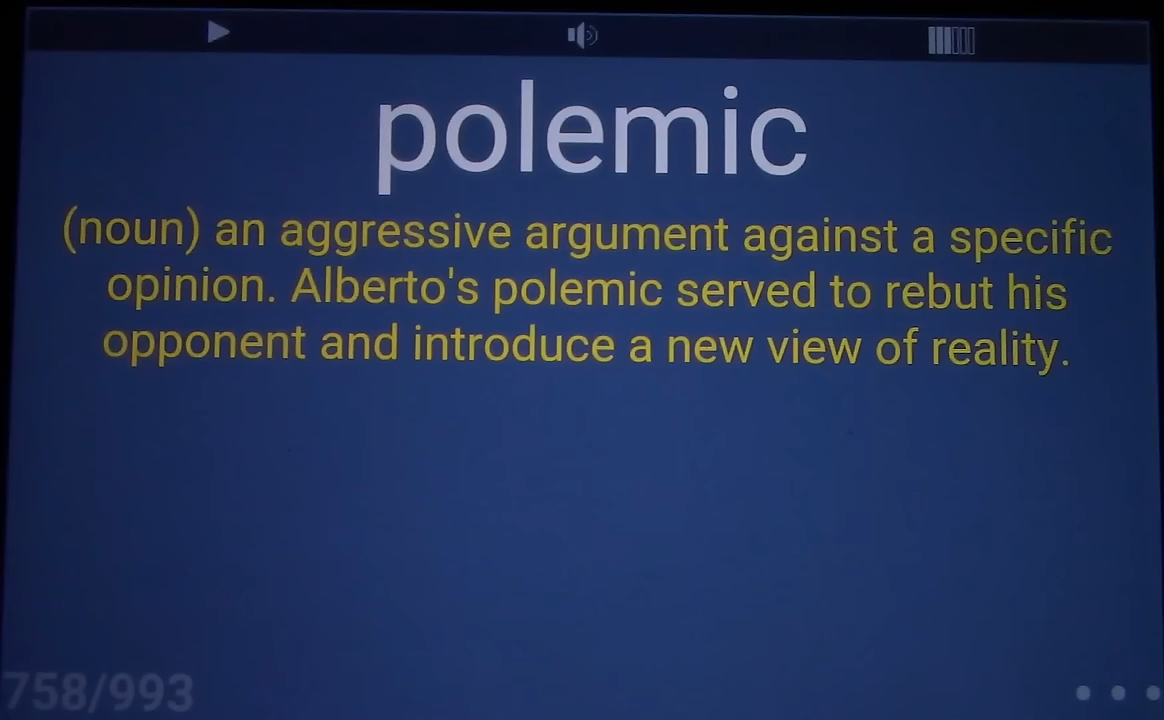 polemic
(noun) an aggressive argument against a specific
opinion. Alberto's polemic served to rebut his
opponent and introduce a new view of reality.
758/993